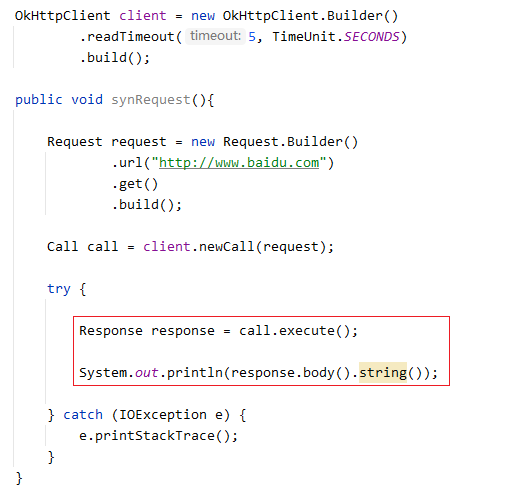 OkHttpClient client = new OkHttpClient.Builder()
        .readTimeout( timeout: 5, TimeUnit.SECONDS)
        .build();

public void synRequest(){

    Request request = new Request.Builder()
            .url("http://www.baidu.com")
            .get()
            .build();

    Call call = client.newCall(request);

    try {

        Response response = call.execute();

        System.out.println(response.body().string());

    } catch (IOException e) {
        e.printStackTrace();
    }
}